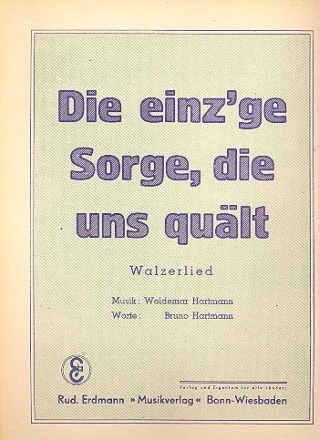 Die einz'ge
Sorge, die
uns quält
Walzerlied
Musik: Woldemar Hartmann
Worte: Bruno Hartmann
Verlag und Eigentum für alle Länder:
Rud. Erdmann »Musikverlag« Bonn-Wiesbaden